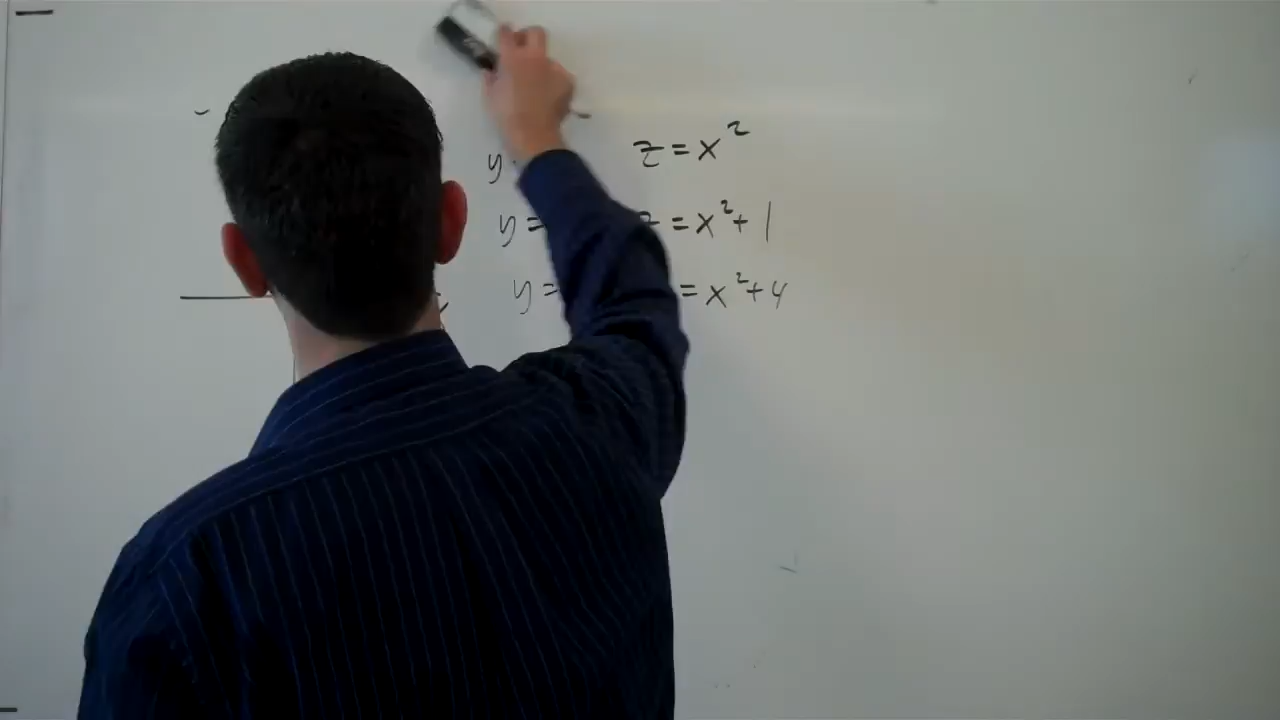 y z = x²
y = z = x² + 1
y = = x² + 4